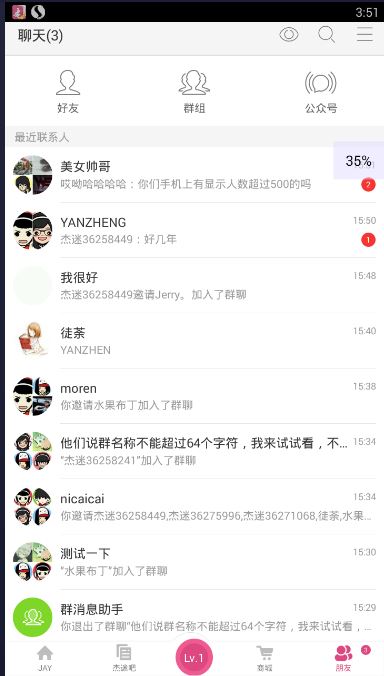 3:51
聊天(3)
好友
群组
公众号
最近联系人
35%
美女帅哥
哎呦哈哈哈哈：你们手机上有显示人数超过500的吗
2
YANZHENG
15:50
杰迷36258449：好几年
1
我很好
15:48
杰迷36258449邀请Jerry。加入了群聊
徒荼
15:40
YANZHEN
moren
15:38
你邀请水果布丁加入了群聊
他们说群名称不能超过64个字符，我来试试看，不...
15:34
“杰迷36258241”加入了群聊
nicaicai
15:34
你邀请杰迷36258449,杰迷36275996,杰迷36271068,徒荼,水果...
测试一下
15:30
“水果布丁”加入了群聊
群消息助手
15:29
你退出了群聊“他们说群名称不能超过64个字符，我来试试看，
JAY
杰迷吧
Lv.1
商城
朋友
3